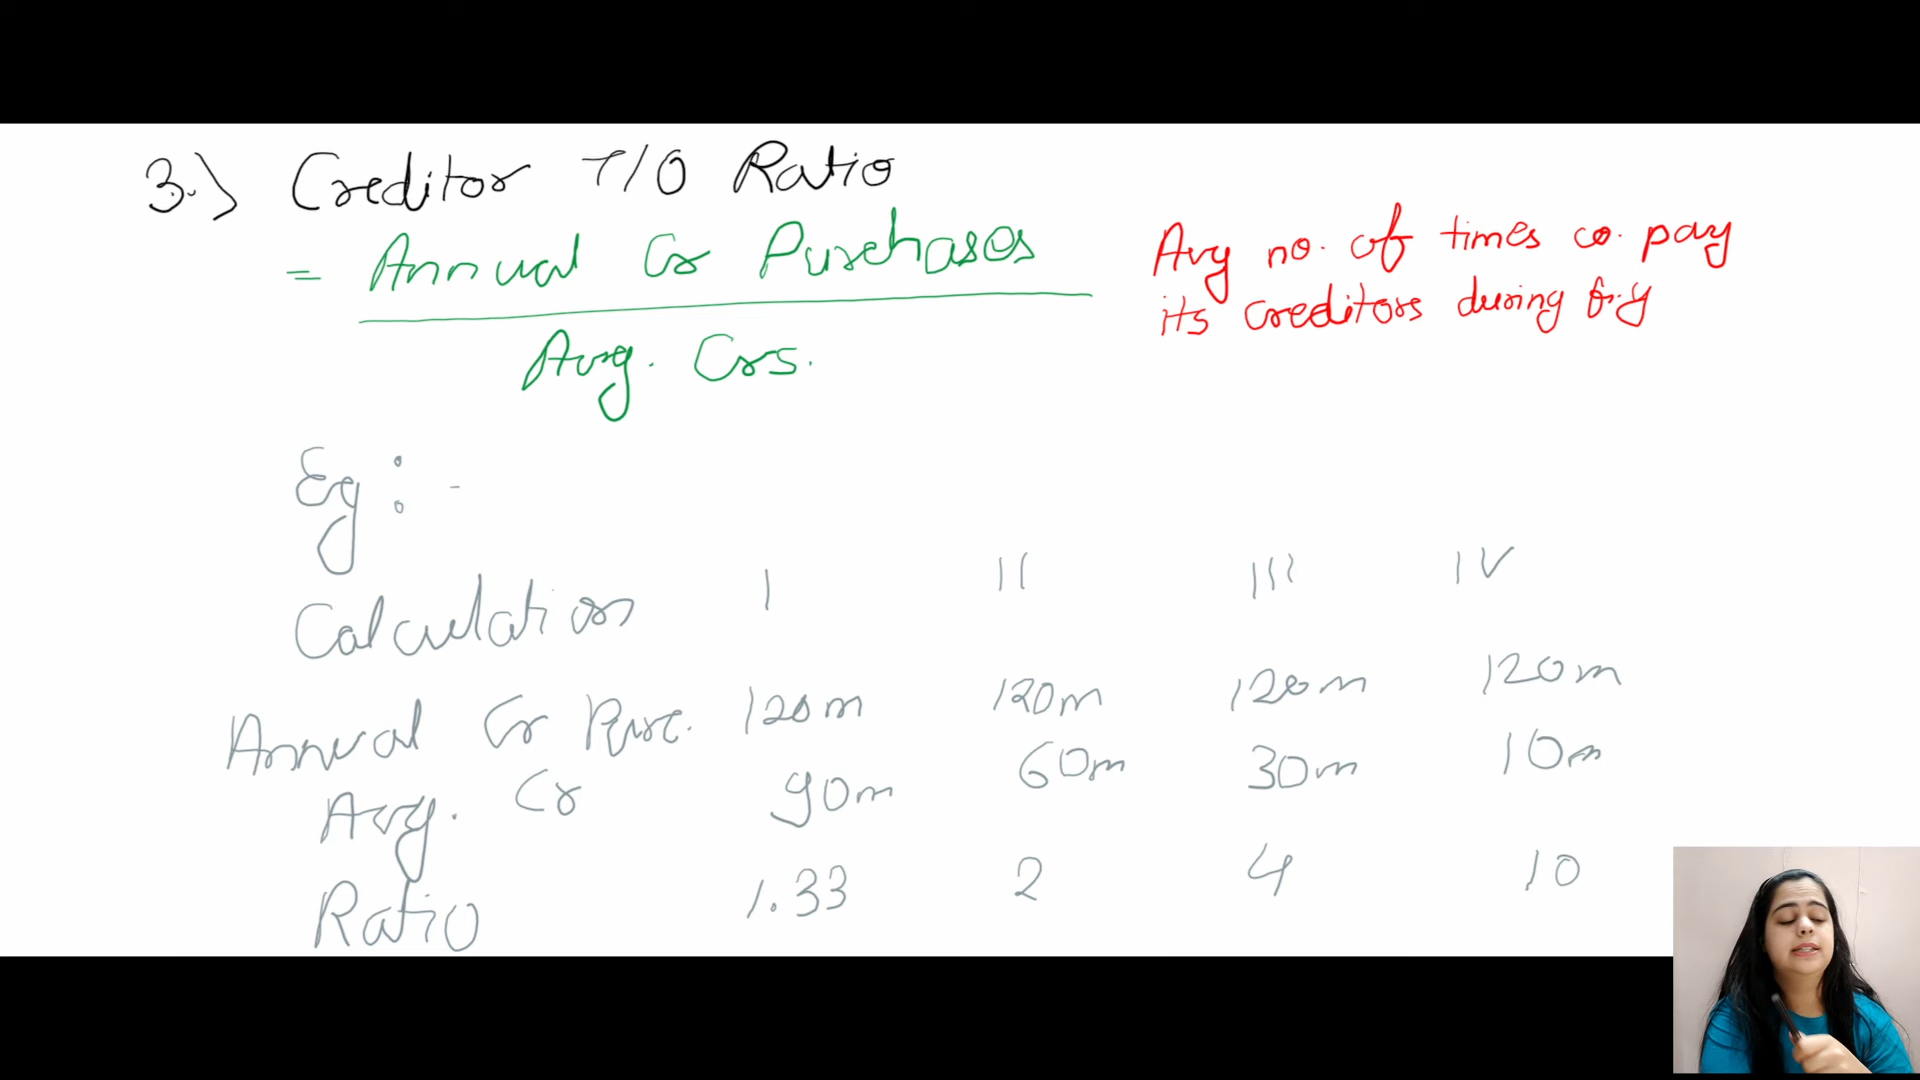 3.) Creditor T/O Ratio
= Annual Cr Purchases
Avg. Crs.
Avg no. of times co. pay
its creditors during f.y
Eg : -
Calculation I II III IV
Annual Cr Purc. 120m 120m 120m 120m
Avg. Cr 90m 60m 30m 10m
Ratio 1.33 2 4 10